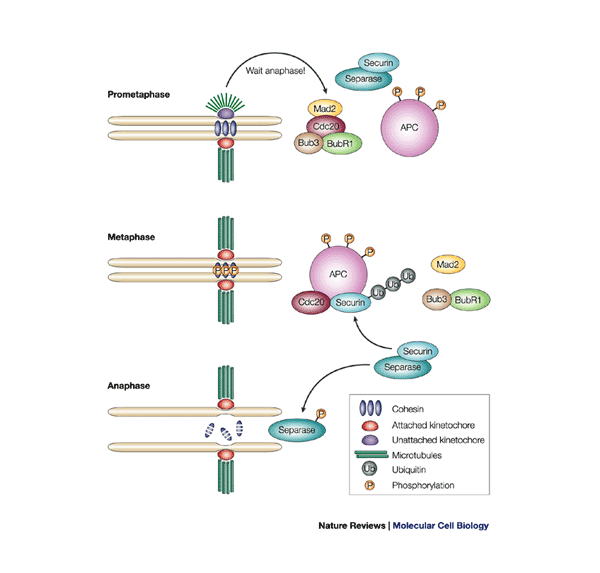 Wait anaphase!
Securin
Separase
Prometaphase
P P P
Mad2
Cdc20
APC
Bub3 BubR1
Metaphase
P P P
P P P
APC
Ub Ub Ub
Mad2
Cdc20 Securin
Bub3 BubR1
Securin
Separase
Anaphase
P
Separase
Cohesin
Attached kinetochore
Unattached kinetochore
Microtubules
Ub Ubiquitin
P Phosphorylation
Nature Reviews | Molecular Cell Biology